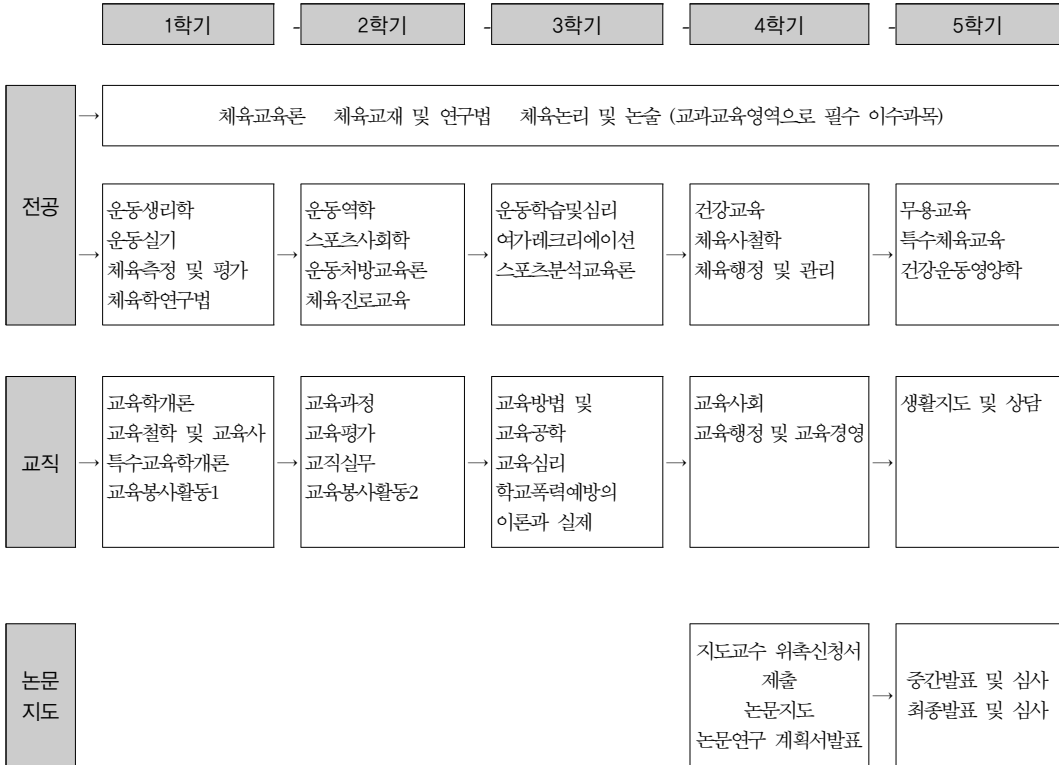 1학기 - 2학기 - 3학기 - 4학기 - 5학기
전공
→ 체육교육론 체육교재 및 연구법 체육논리 및 논술 (교과교육영역으로 필수 이수과목)
→
운동생리학
운동실기
체육측정 및 평가
체육학연구법
→
운동역학
스포츠사회학
운동처방교육론
체육진로교육
→
운동학습및심리
여가레크리에이션
스포츠분석교육론
→
건강교육
체육사철학
체육행정 및 관리
→
무용교육
특수체육교육
건강운동영양학
교직
→
교육학개론
교육철학 및 교육사
특수교육학개론
교육봉사활동1
→
교육과정
교육평가
교직실무
교육봉사활동2
→
교육방법 및
교육공학
교육심리
학교폭력예방의
이론과 실제
→
교육사회
교육행정 및 교육경영
→
생활지도 및 상담
논문
지도
지도교수 위촉신청서
제출
논문지도
논문연구 계획서발표
→
중간발표 및 심사
최종발표 및 심사